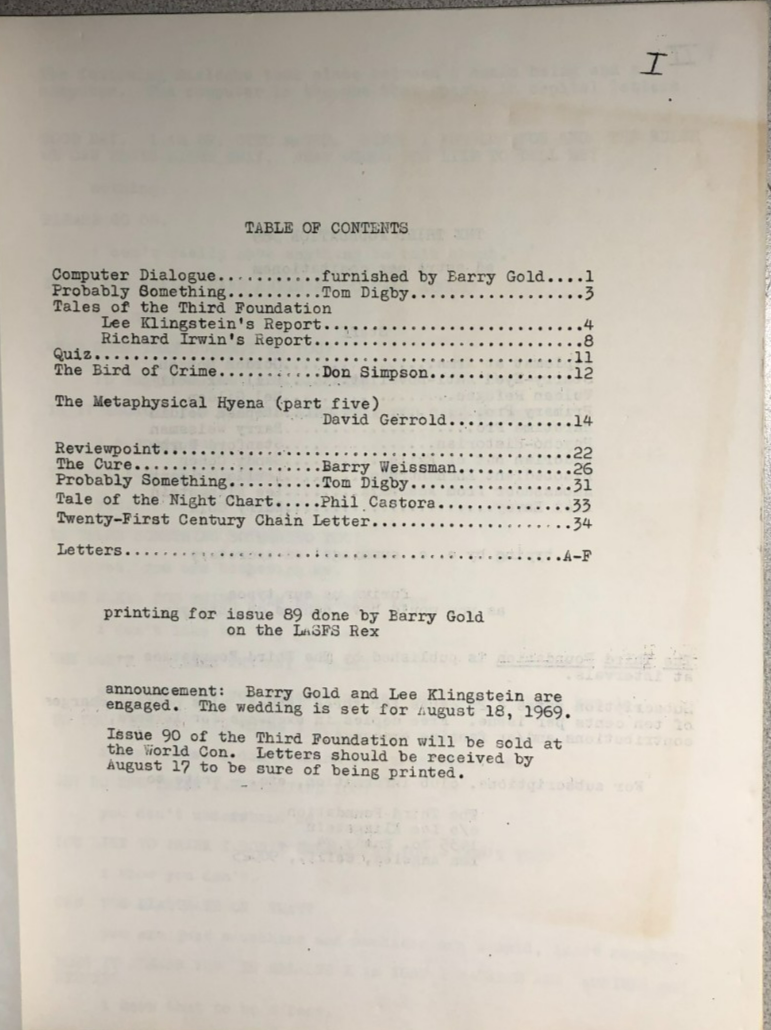 I
TABLE OF CONTENTS
Computer Dialogue...........furnished by Barry Gold....1
Probably Something..........Tom Digby.................3
Tales of the Third Foundation
Lee Klingstein's Report..........................4
Richard Irwin's Report...........................8
Quiz..................................................11
The Bird of Crime...........Don Simpson...............12
The Metaphysical Hyena (part five)
David Gerrold.............14
Reviewpoint...........................................22
The Cure....................Barry Weissman............26
Probably Something..........Tom Digby.................31
Tale of the Night Chart.....Phil Castora..............33
Twenty-First Century Chain Letter.....................34
Letters...............................................A-F
printing for issue 89 done by Barry Gold
on the LASFS Rex
announcement: Barry Gold and Lee Klingstein are
engaged. The wedding is set for August 18, 1969.
Issue 90 of the Third Foundation will be sold at
the World Con. Letters should be received by
August 17 to be sure of being printed.